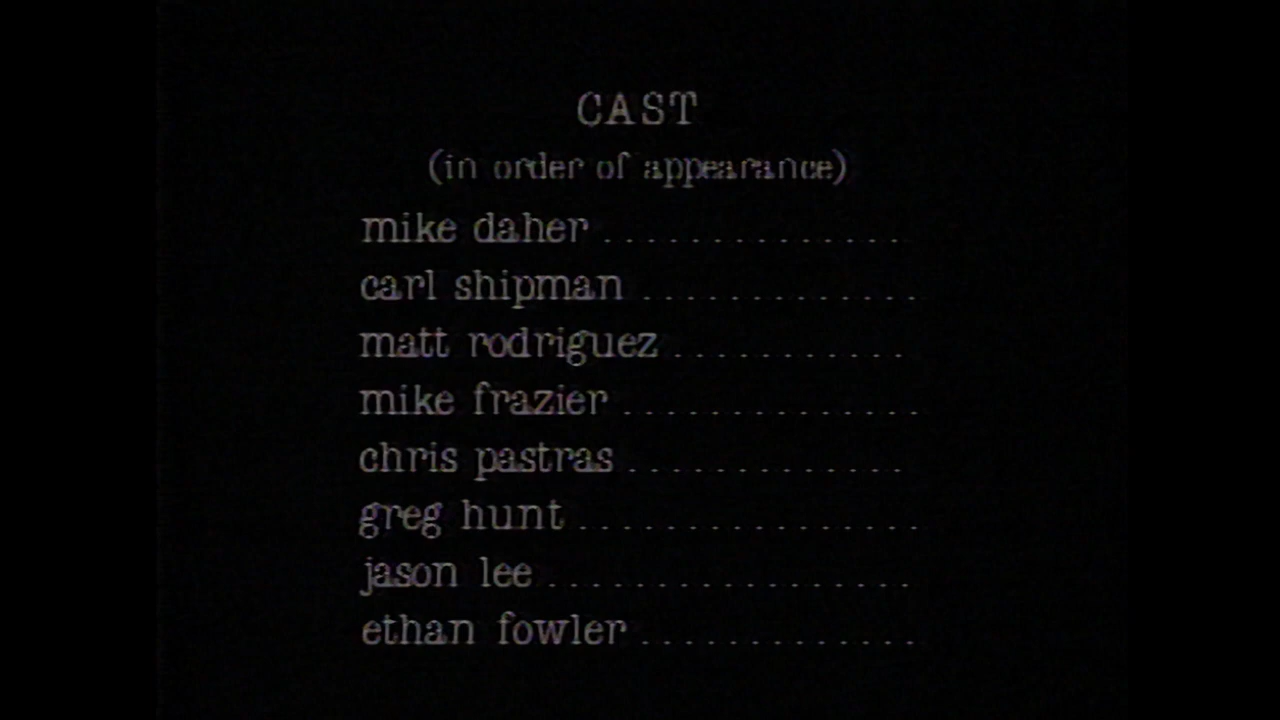 CAST
(in order of appearance)
mike daher ..............
carl shipman .............
matt rodriguez ...........
mike frazier ..............
chris pastras .............
greg hunt ................
jason lee .................
ethan fowler .............